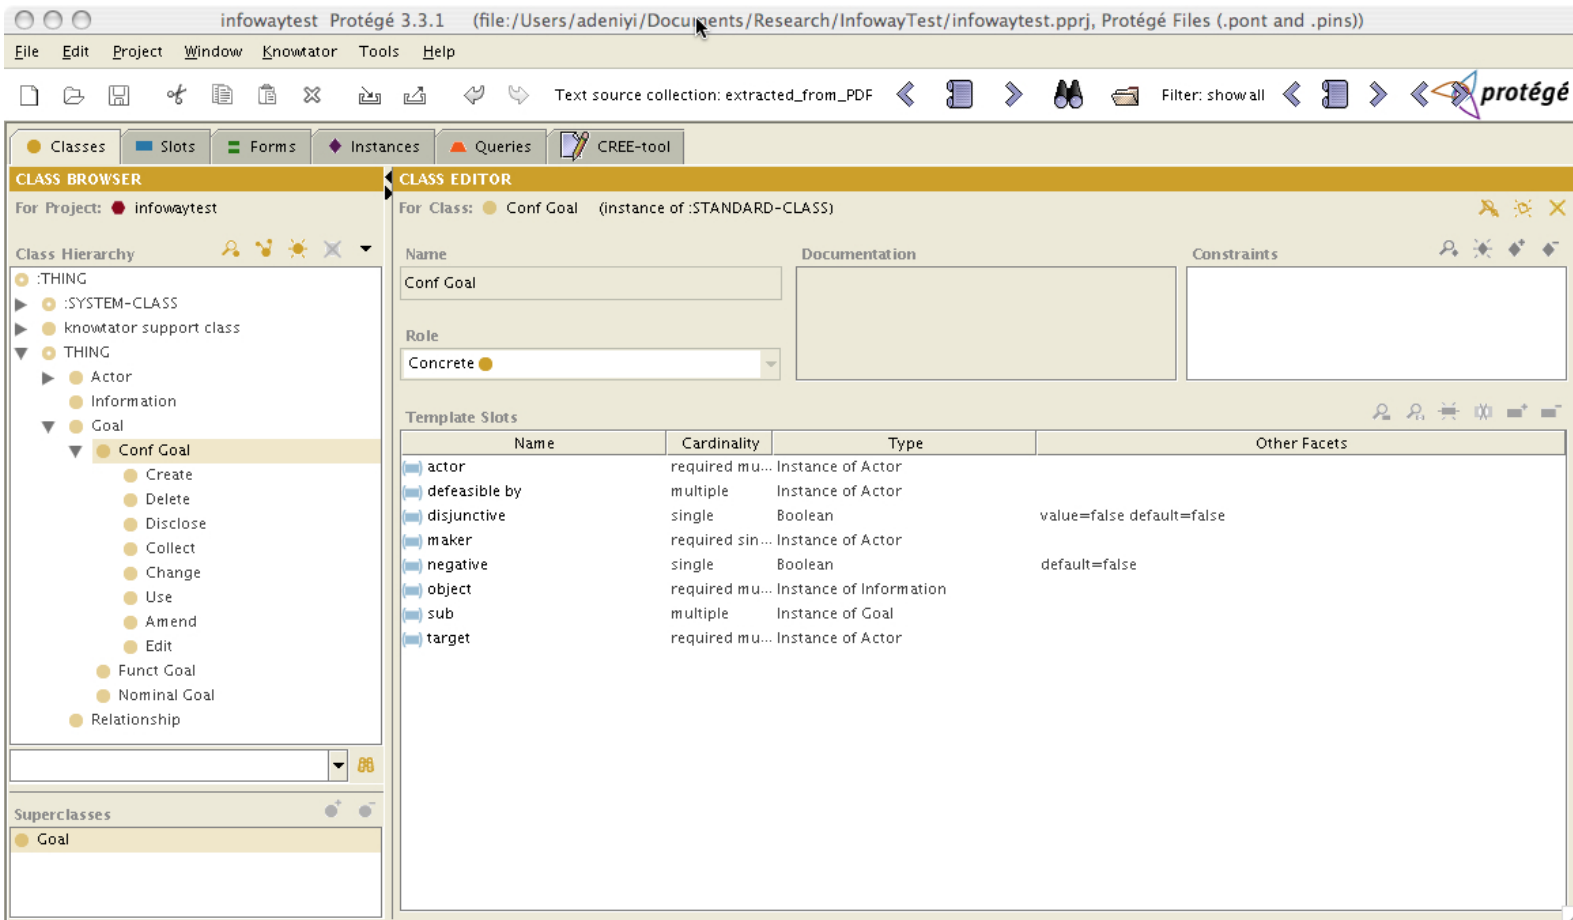 infowaytest Protégé 3.3.1 (file:/Users/adeniyi/Documents/Research/InfowayTest/infowaytest.pprj, Protégé Files (.pont and .pins))
File Edit Project Window Knowtator Tools Help
Text source collection: extracted_from_PDF Filter: show all protégé
Classes Slots Forms Instances Queries CREE-tool
CLASS BROWSER
For Project: infowaytest
Class Hierarchy
:THING
:SYSTEM-CLASS
knowtator support class
THING
Actor
Information
Goal
Conf Goal
Create
Delete
Disclose
Collect
Change
Use
Amend
Edit
Funct Goal
Nominal Goal
Relationship
Superclasses
Goal
CLASS EDITOR
For Class: Conf Goal (instance of :STANDARD-CLASS)
Name Documentation Constraints
Conf Goal
Role
Concrete
Template Slots
Name Cardinality Type Other Facets
actor required mu... Instance of Actor
defeasible by multiple Instance of Actor
disjunctive single Boolean value=false default=false
maker required sin... Instance of Actor
negative single Boolean default=false
object required mu... Instance of Information
sub multiple Instance of Goal
target required mu... Instance of Actor